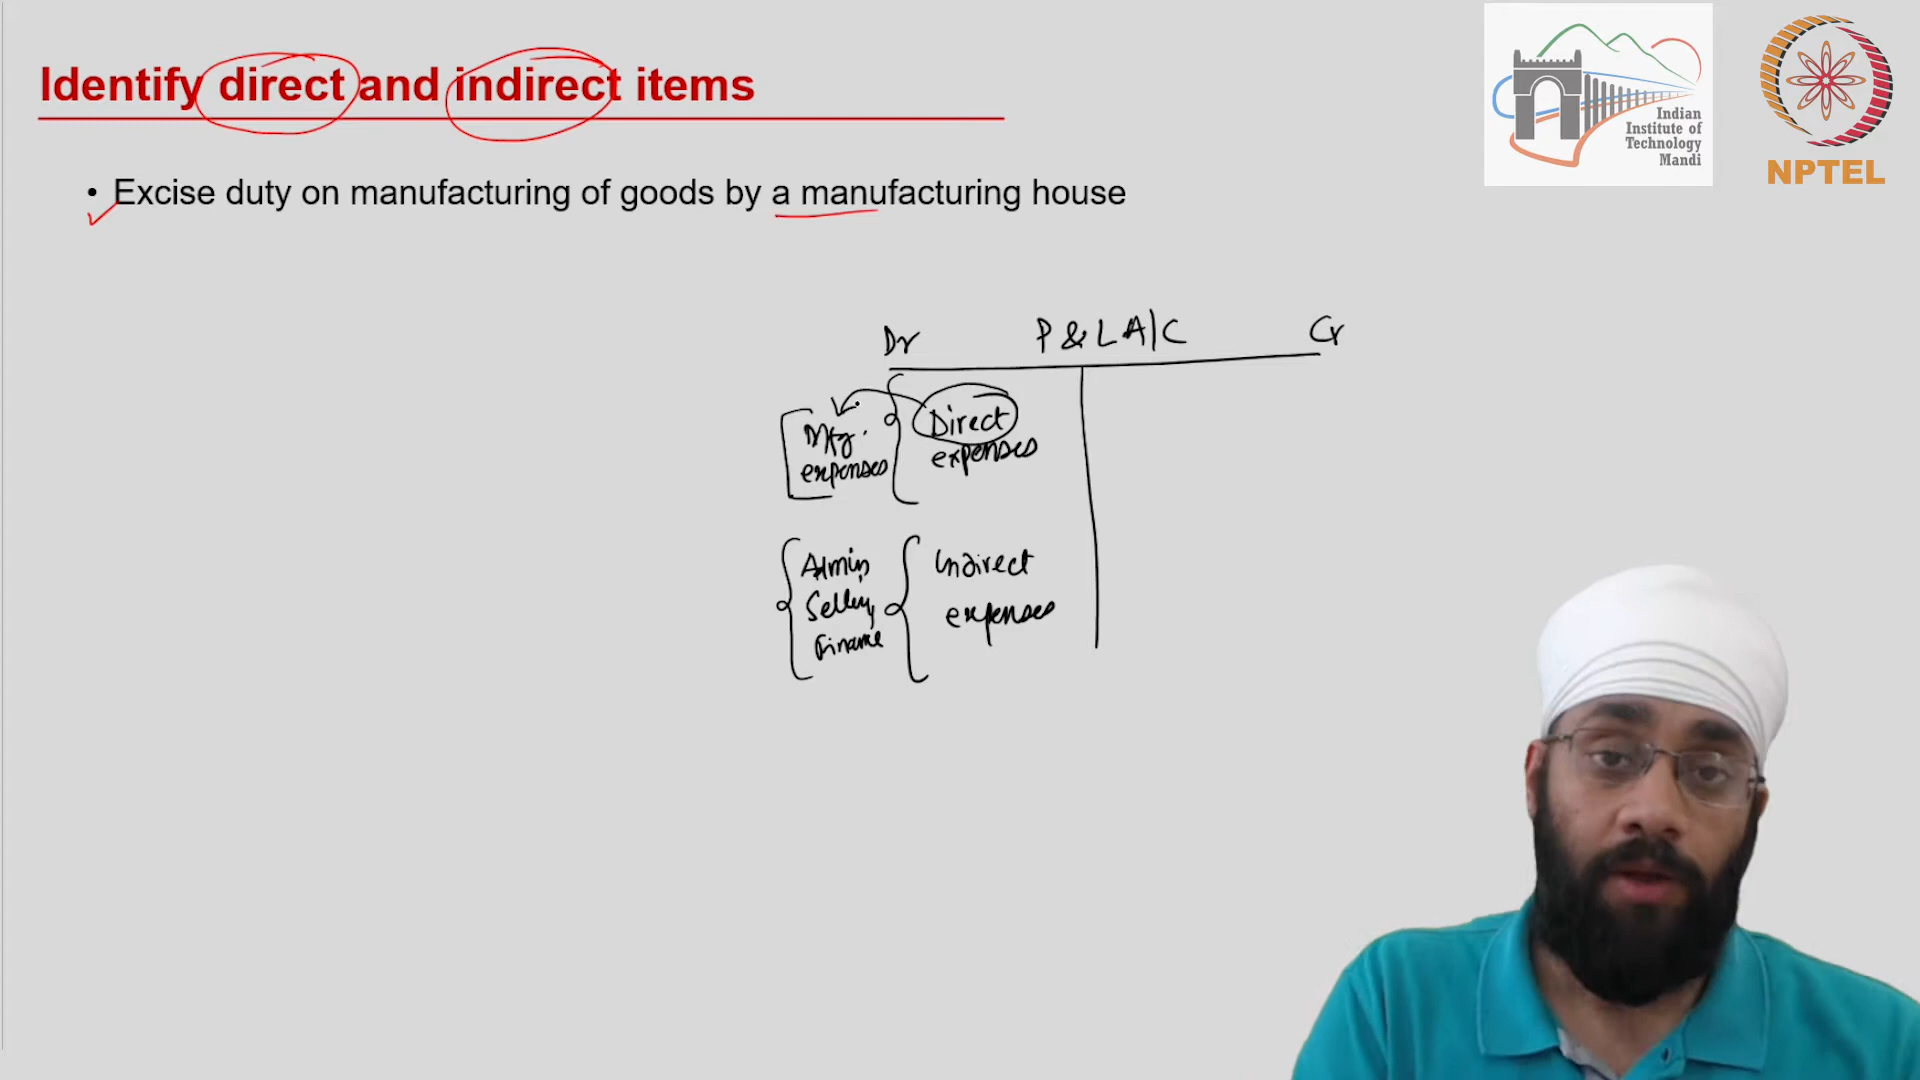 Identify direct and indirect items
• Excise duty on manufacturing of goods by a manufacturing house
Indian
Institute of
Technology
Mandi
NPTEL
Dr P & L A/C Cr
Mfg. expenses
Direct expenses
Admin,
Selling,
Finance
Indirect
expenses